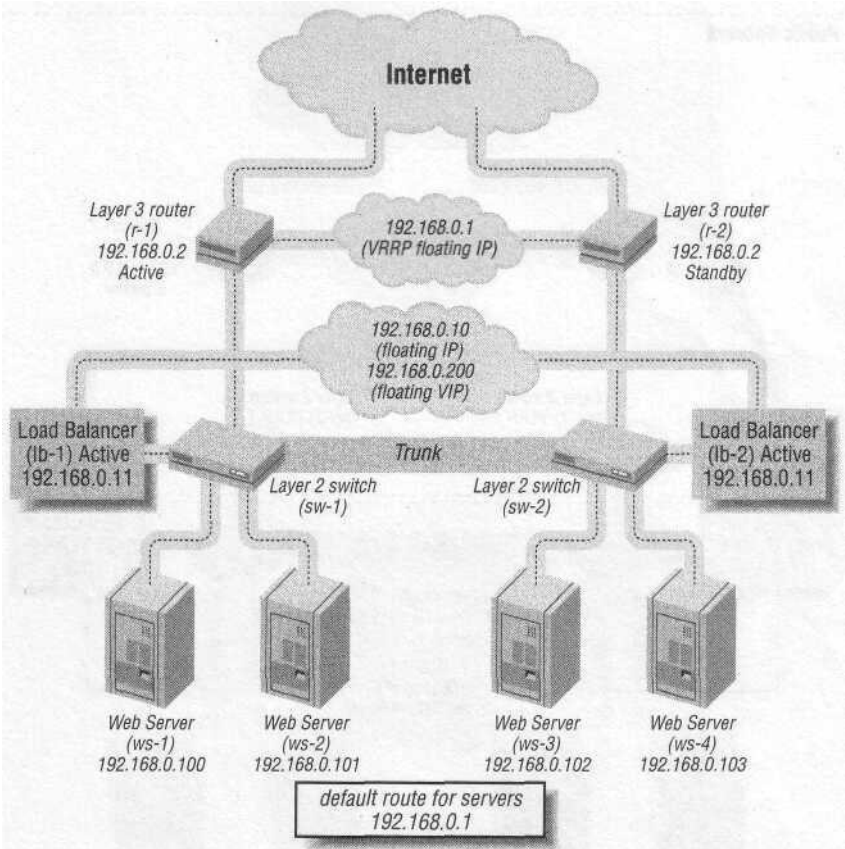 Internet
Layer 3 router
(r-1)
192.168.0.2
Active
192.168.0.1
(VRRP floating IP)
Layer 3 router
(r-2)
192.168.0.2
Standby
192.168.0.10
(floating IP)
192.168.0.200
(floating VIP)
Load Balancer
(lb-1) Active
192.168.0.11
Trunk
Load Balancer
(lb-2) Active
192.168.0.11
Layer 2 switch
(sw-1)
Layer 2 switch
(sw-2)
Web Server
(ws-1)
192.168.0.100
Web Server
(ws-2)
192.168.0.101
Web Server
(ws-3)
192.168.0.102
Web Server
(ws-4)
192.168.0.103
default route for servers
192.168.0.1